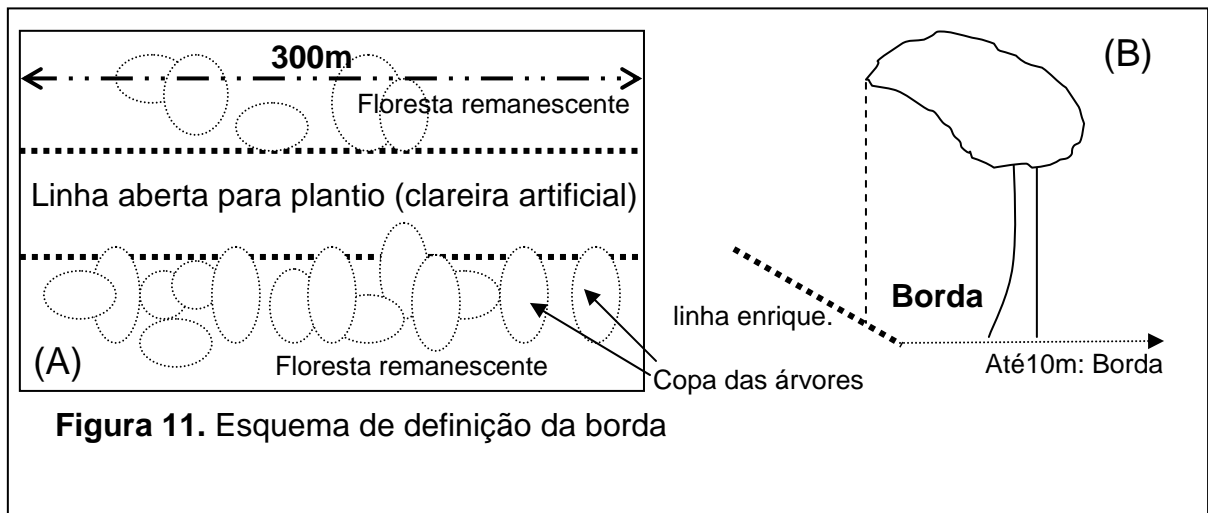 300m
Floresta remanescente
Linha aberta para plantio (clareira artificial)
(A)
Floresta remanescente
Copa das árvores
(B)
Borda
linha enrique.
Até10m: Borda
Figura 11. Esquema de definição da borda